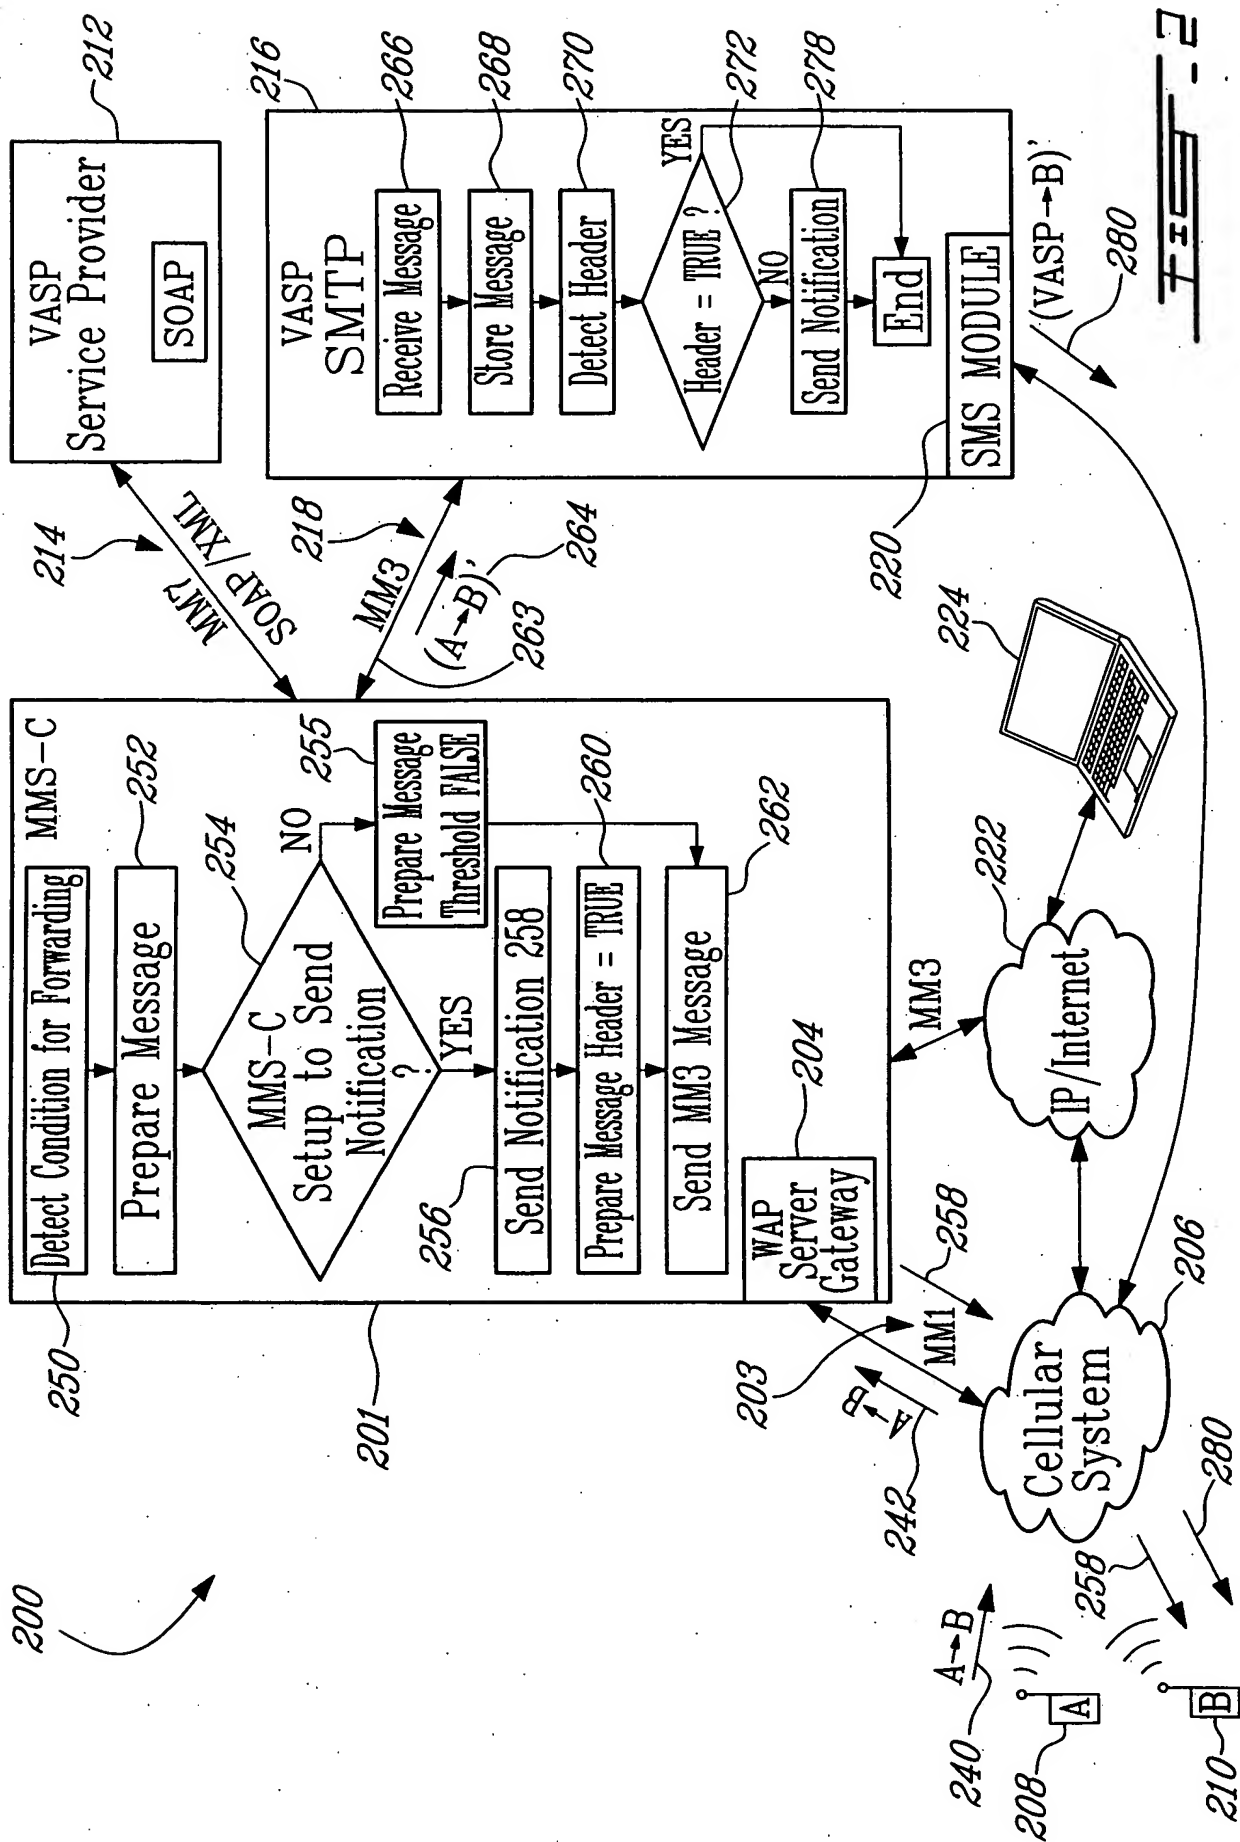 200
MMS-C
Detect Condition for Forwarding
250
Prepare Message
252
MMS-C
Setup to Send
Notification
?
254
NO
YES
Prepare Message
Threshold FALSE
255
Send Notification 258
256
Prepare Message Header = TRUE
260
Send MM3 Message
262
WAP
Server
Gateway
204
201
VASP
Service Provider
SOAP
212
214
MM7
SOAP/XML
218
MM3
(A→B)'
263
264
216
VASP
SMTP
Receive Message
266
Store Message
268
Detect Header
270
Header = TRUE ?
272
YES
NO
Send Notification
278
End
SMS MODULE
220
(VASP→B)'
280
203
MM1
A→B
242
258
MM3
IP/Internet
222
224
Cellular
System
206
A→B
240
A
208
B
210
258
280
FIG-2